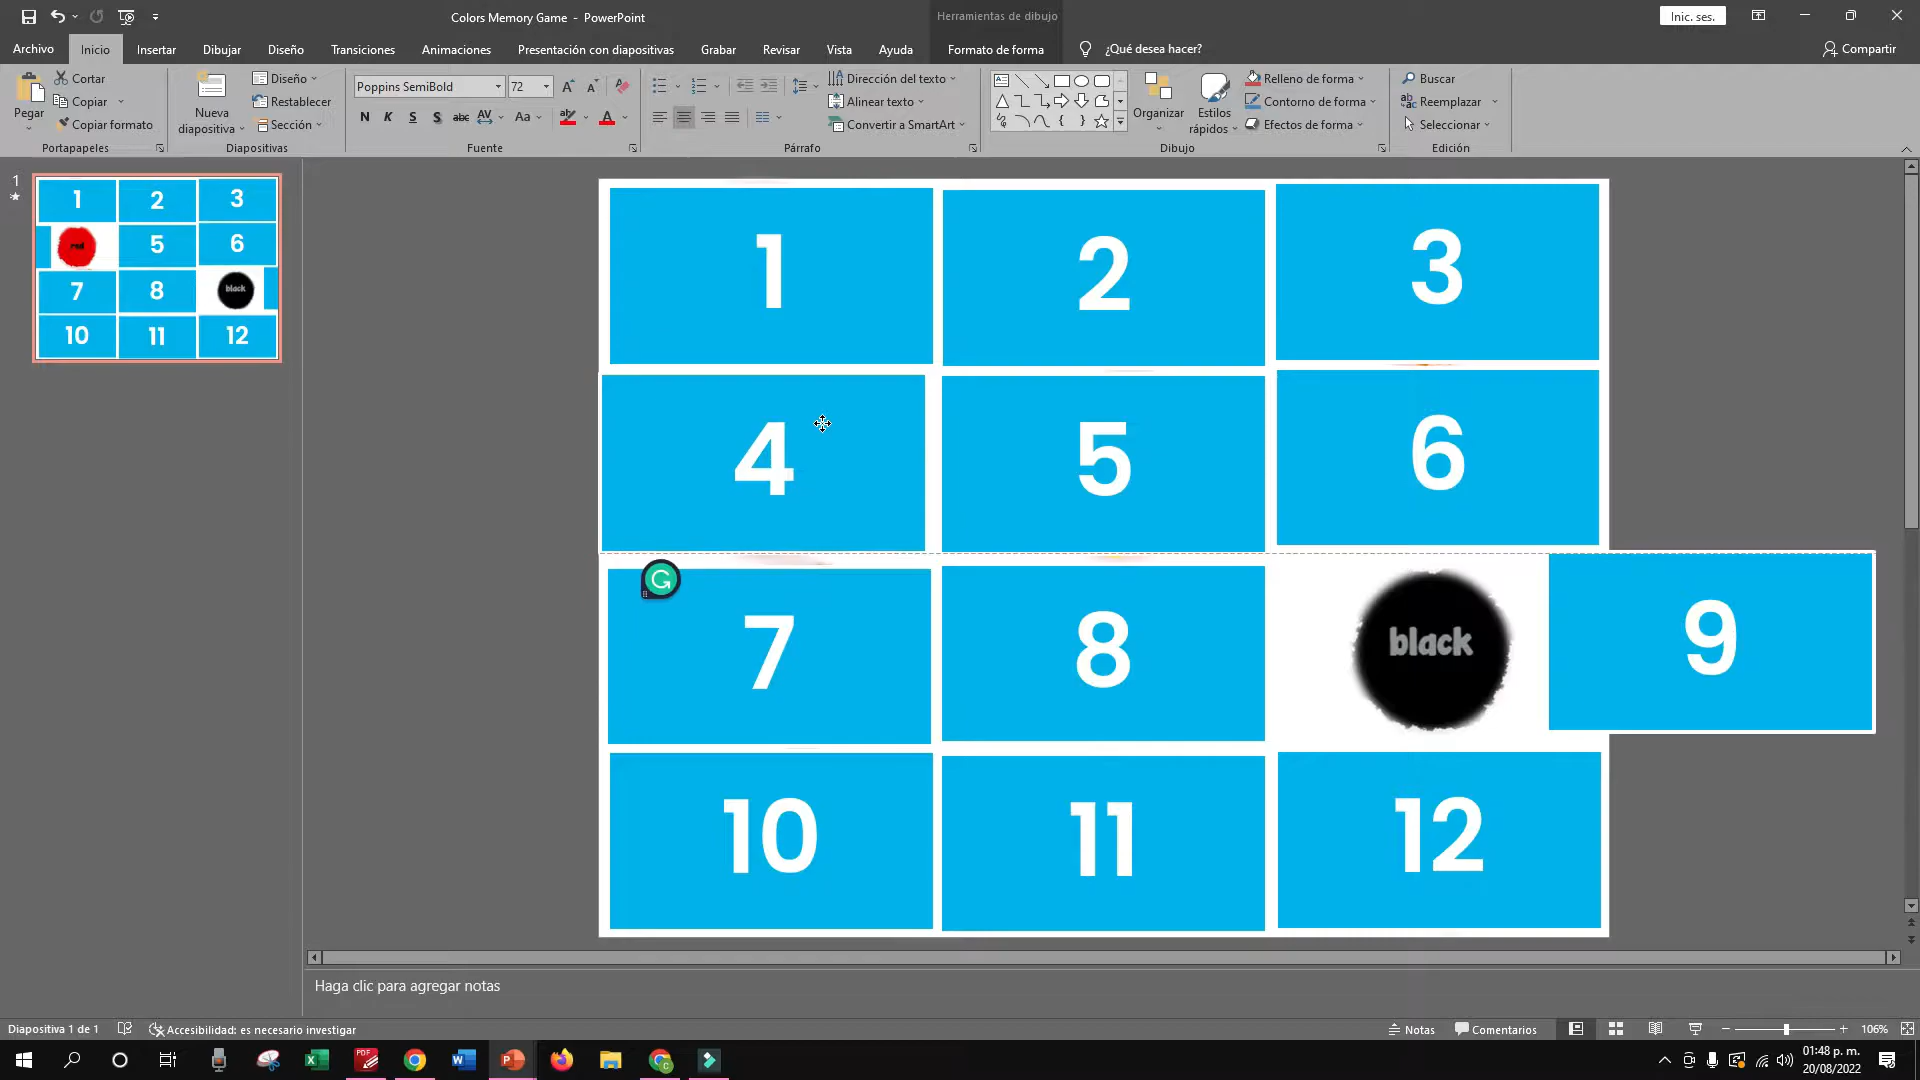 Colors Memory Game - PowerPoint
Herramientas de dibujo
Inic. ses.
Archivo Inicio Insertar Dibujar Diseño Transiciones Animaciones Presentación con diapositivas Grabar Revisar Vista Ayuda Formato de forma ¿Qué desea hacer? Compartir
Pegar
Cortar
Copiar
Copiar formato
Portapapeles
Nueva diapositiva
Diseño
Restablecer
Sección
Diapositivas
Poppins SemiBold 72
N K S S abc AV Aa A
Fuente
Dirección del texto
Alinear texto
Convertir a SmartArt
Párrafo
Organizar
Estilos rápidos
Relleno de forma
Contorno de forma
Efectos de forma
Dibujo
Buscar
Reemplazar
Seleccionar
Edición
1
1 2 3
red 5 6
7 8 black
10 11 12
1 2 3
4 5 6
7 8 black 9
10 11 12
Haga clic para agregar notas
Diapositiva 1 de 1 Accesibilidad: es necesario investigar Notas Comentarios 106%
01:48 p. m.
20/08/2022